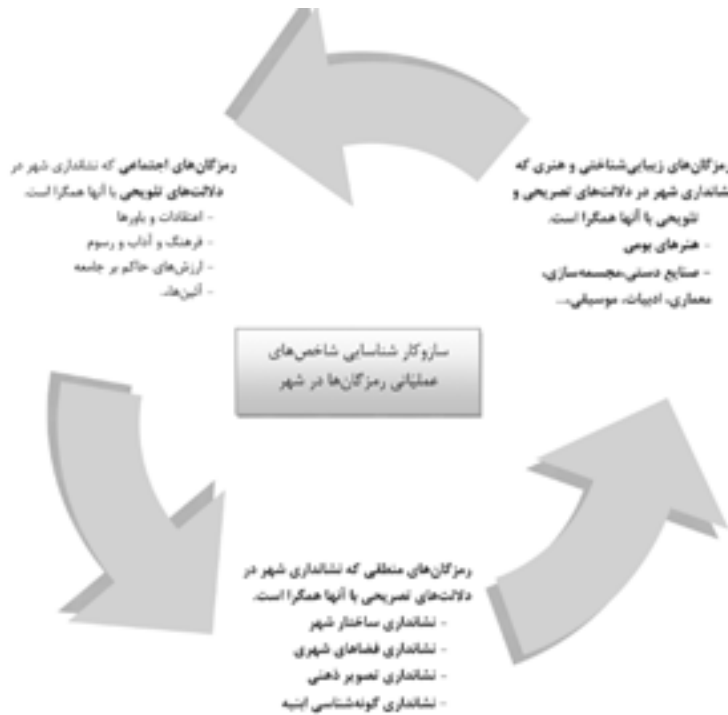 رمزگان‌های زیبایی‌شناختی و هنری که
نشانداری شهر در دلالت‌های تصریحی و
تلویحی با آنها همگرا است.
- هنرهای بومی
- صنایع دستی،مجسمه‌سازی،
معماری، ادبیات، موسیقی،...
رمزگان‌های اجتماعی که نشانداری شهر در
دلالت‌های تلویحی با آنها همگرا است.
- اعتقادات و باورها
- فرهنگ و آداب و رسوم
- ارزش‌های حاکم بر جامعه
- آئین‌ها،
سازوکار شناسایی شاخص‌های
عملیاتی رمزگان‌ها در شهر
رمزگان‌های منطقی که نشانداری شهر در
دلالت‌های تصریحی با آنها همگرا است.
- نشانداری ساختار شهر
- نشانداری فضاهای شهری
- نشانداری تصویر ذهنی
- نشانداری گونه‌شناسی ابنیه